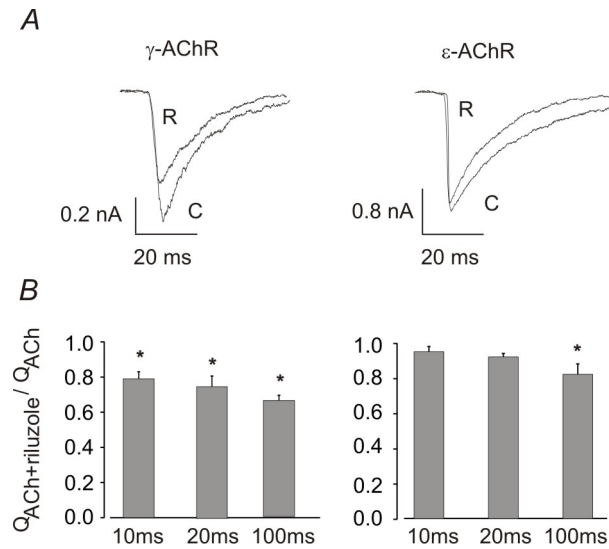 A
γ-AChR
ε-AChR
R
C
0.2 nA
20 ms
R
C
0.8 nA
20 ms
B
Q_ACh+riluzole / Q_ACh
1.0
0.8
0.6
0.4
0.2
0.0
*
*
*
10ms 20ms 100ms
1.0
0.8
0.6
0.4
0.2
0.0
*
10ms 20ms 100ms